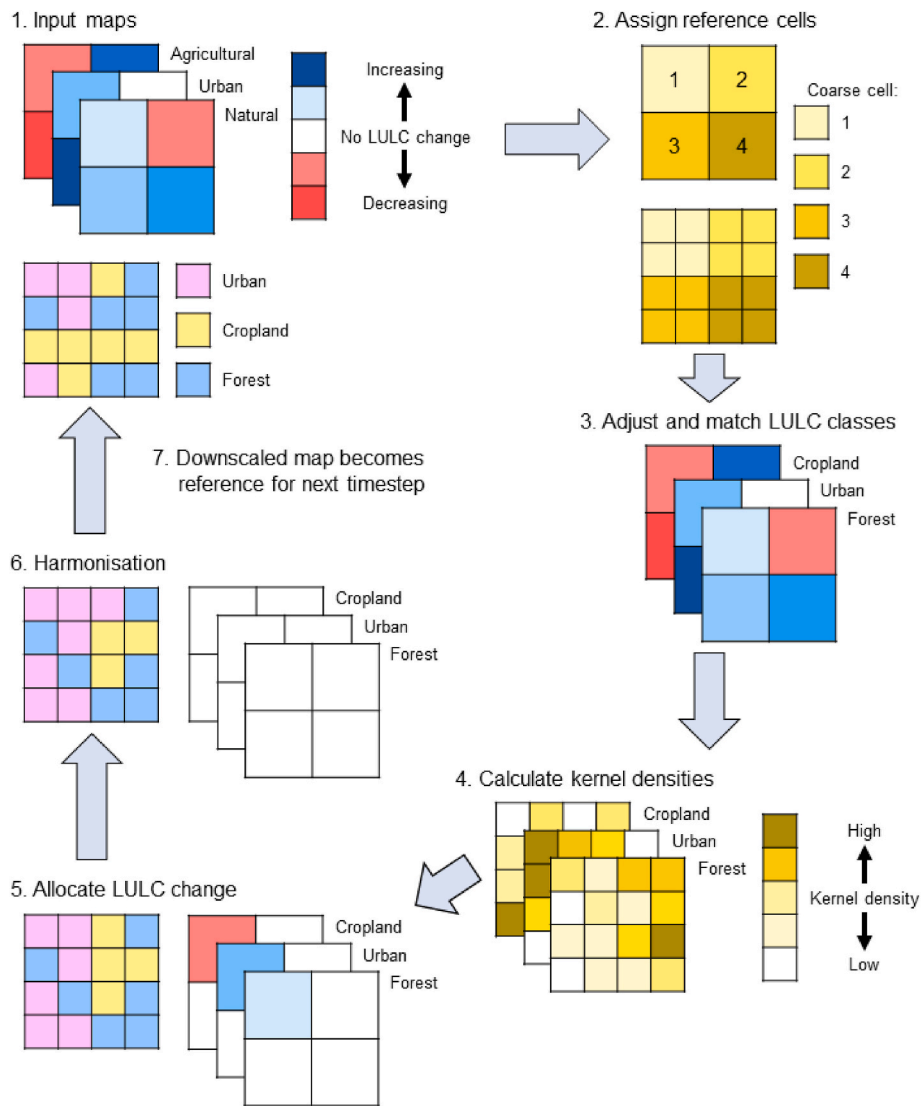 1. Input maps
Agricultural
Urban
Natural
Increasing
No LULC change
Decreasing
Urban
Cropland
Forest
2. Assign reference cells
1 2
3 4
Coarse cell:
1
2
3
4
3. Adjust and match LULC classes
Cropland
Urban
Forest
4. Calculate kernel densities
Cropland
Urban
Forest
High
Kernel density
Low
5. Allocate LULC change
Cropland
Urban
Forest
6. Harmonisation
Cropland
Urban
Forest
7. Downscaled map becomes
reference for next timestep